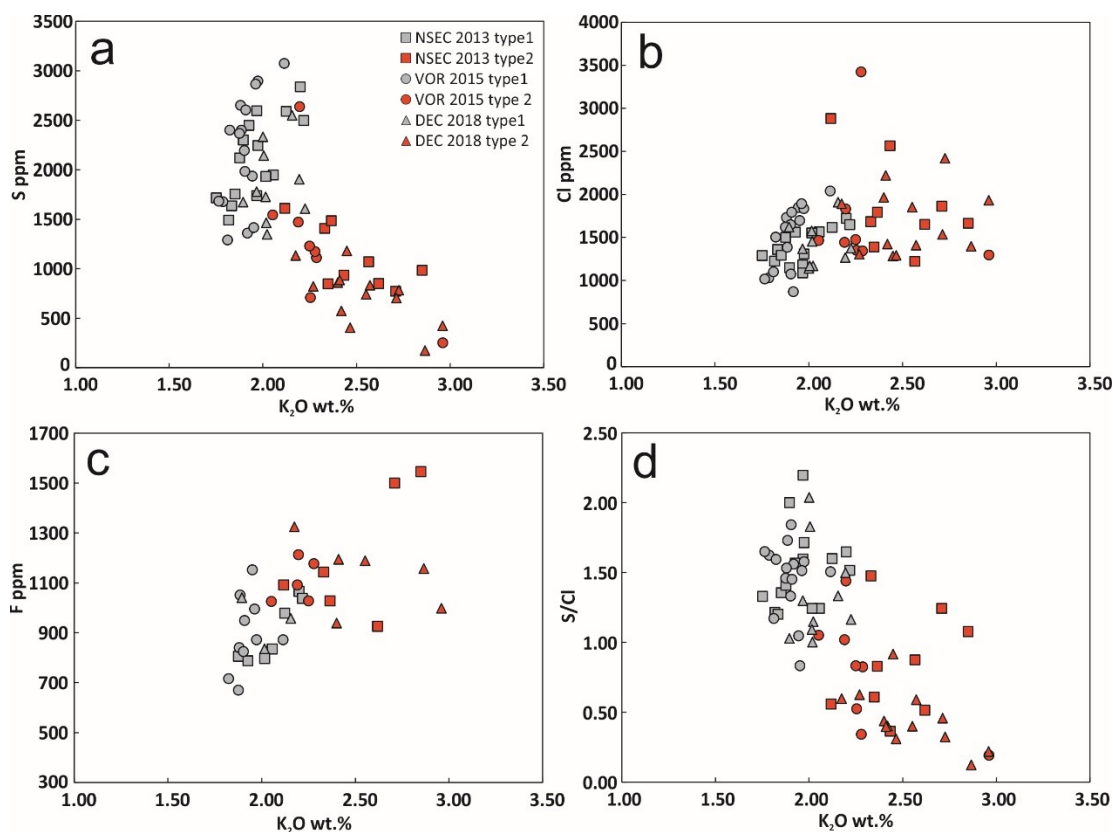 a
3500
3000
2500
2000
1500
1000
500
0
S ppm
NSEC 2013 type1
NSEC 2013 type2
VOR 2015 type1
VOR 2015 type 2
DEC 2018 type1
DEC 2018 type 2
1.00 1.50 2.00 2.50 3.00 3.50
K₂O wt.%
b
4000
3500
3000
2500
2000
1500
1000
500
0
Cl ppm
1.00 1.50 2.00 2.50 3.00 3.50
K₂O wt.%
c
1700
1500
1300
1100
900
700
500
300
F ppm
1.00 1.50 2.00 2.50 3.00 3.50
K₂O wt.%
d
2.50
2.00
1.50
1.00
0.50
0.00
S/Cl
1.00 1.50 2.00 2.50 3.00 3.50
K₂O wt.%